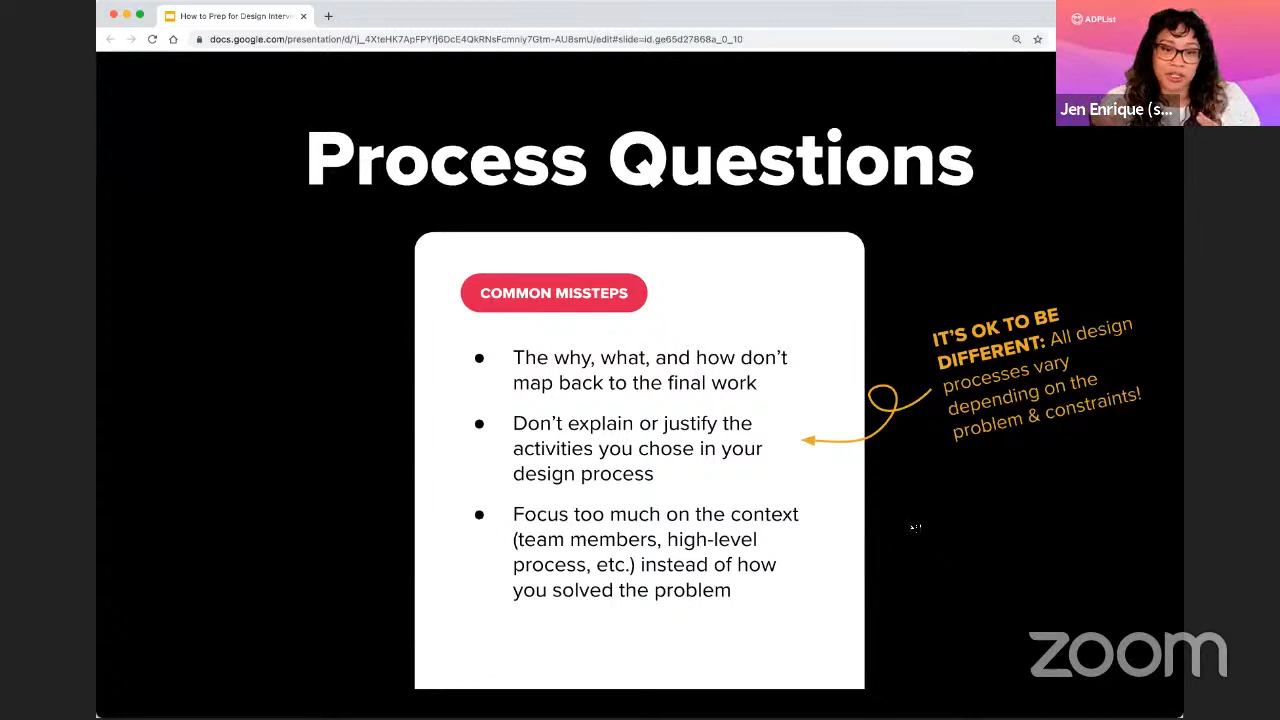 How to Prep for Design Intervie
docs.google.com/presentation/d/1j_4XteHK7ApFPYfj6DcE4QkRNsFcmniy7Gtm-AU8smU/edit#slide=id.ge65d27868a_0_10
ADPList
Jen Enrique (s...
Process Questions
COMMON MISSTEPS
● The why, what, and how don’t
map back to the final work
● Don’t explain or justify the
activities you chose in your
design process
● Focus too much on the context
(team members, high-level
process, etc.) instead of how
you solved the problem
IT’S OK TO BE
DIFFERENT: All design
processes vary
depending on the
problem & constraints!
zoom